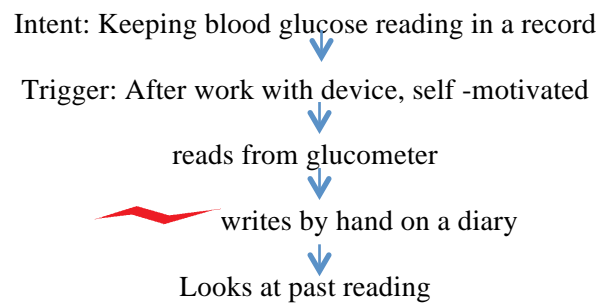 Intent: Keeping blood glucose reading in a record
Trigger: After work with device, self -motivated
reads from glucometer
writes by hand on a diary
Looks at past reading